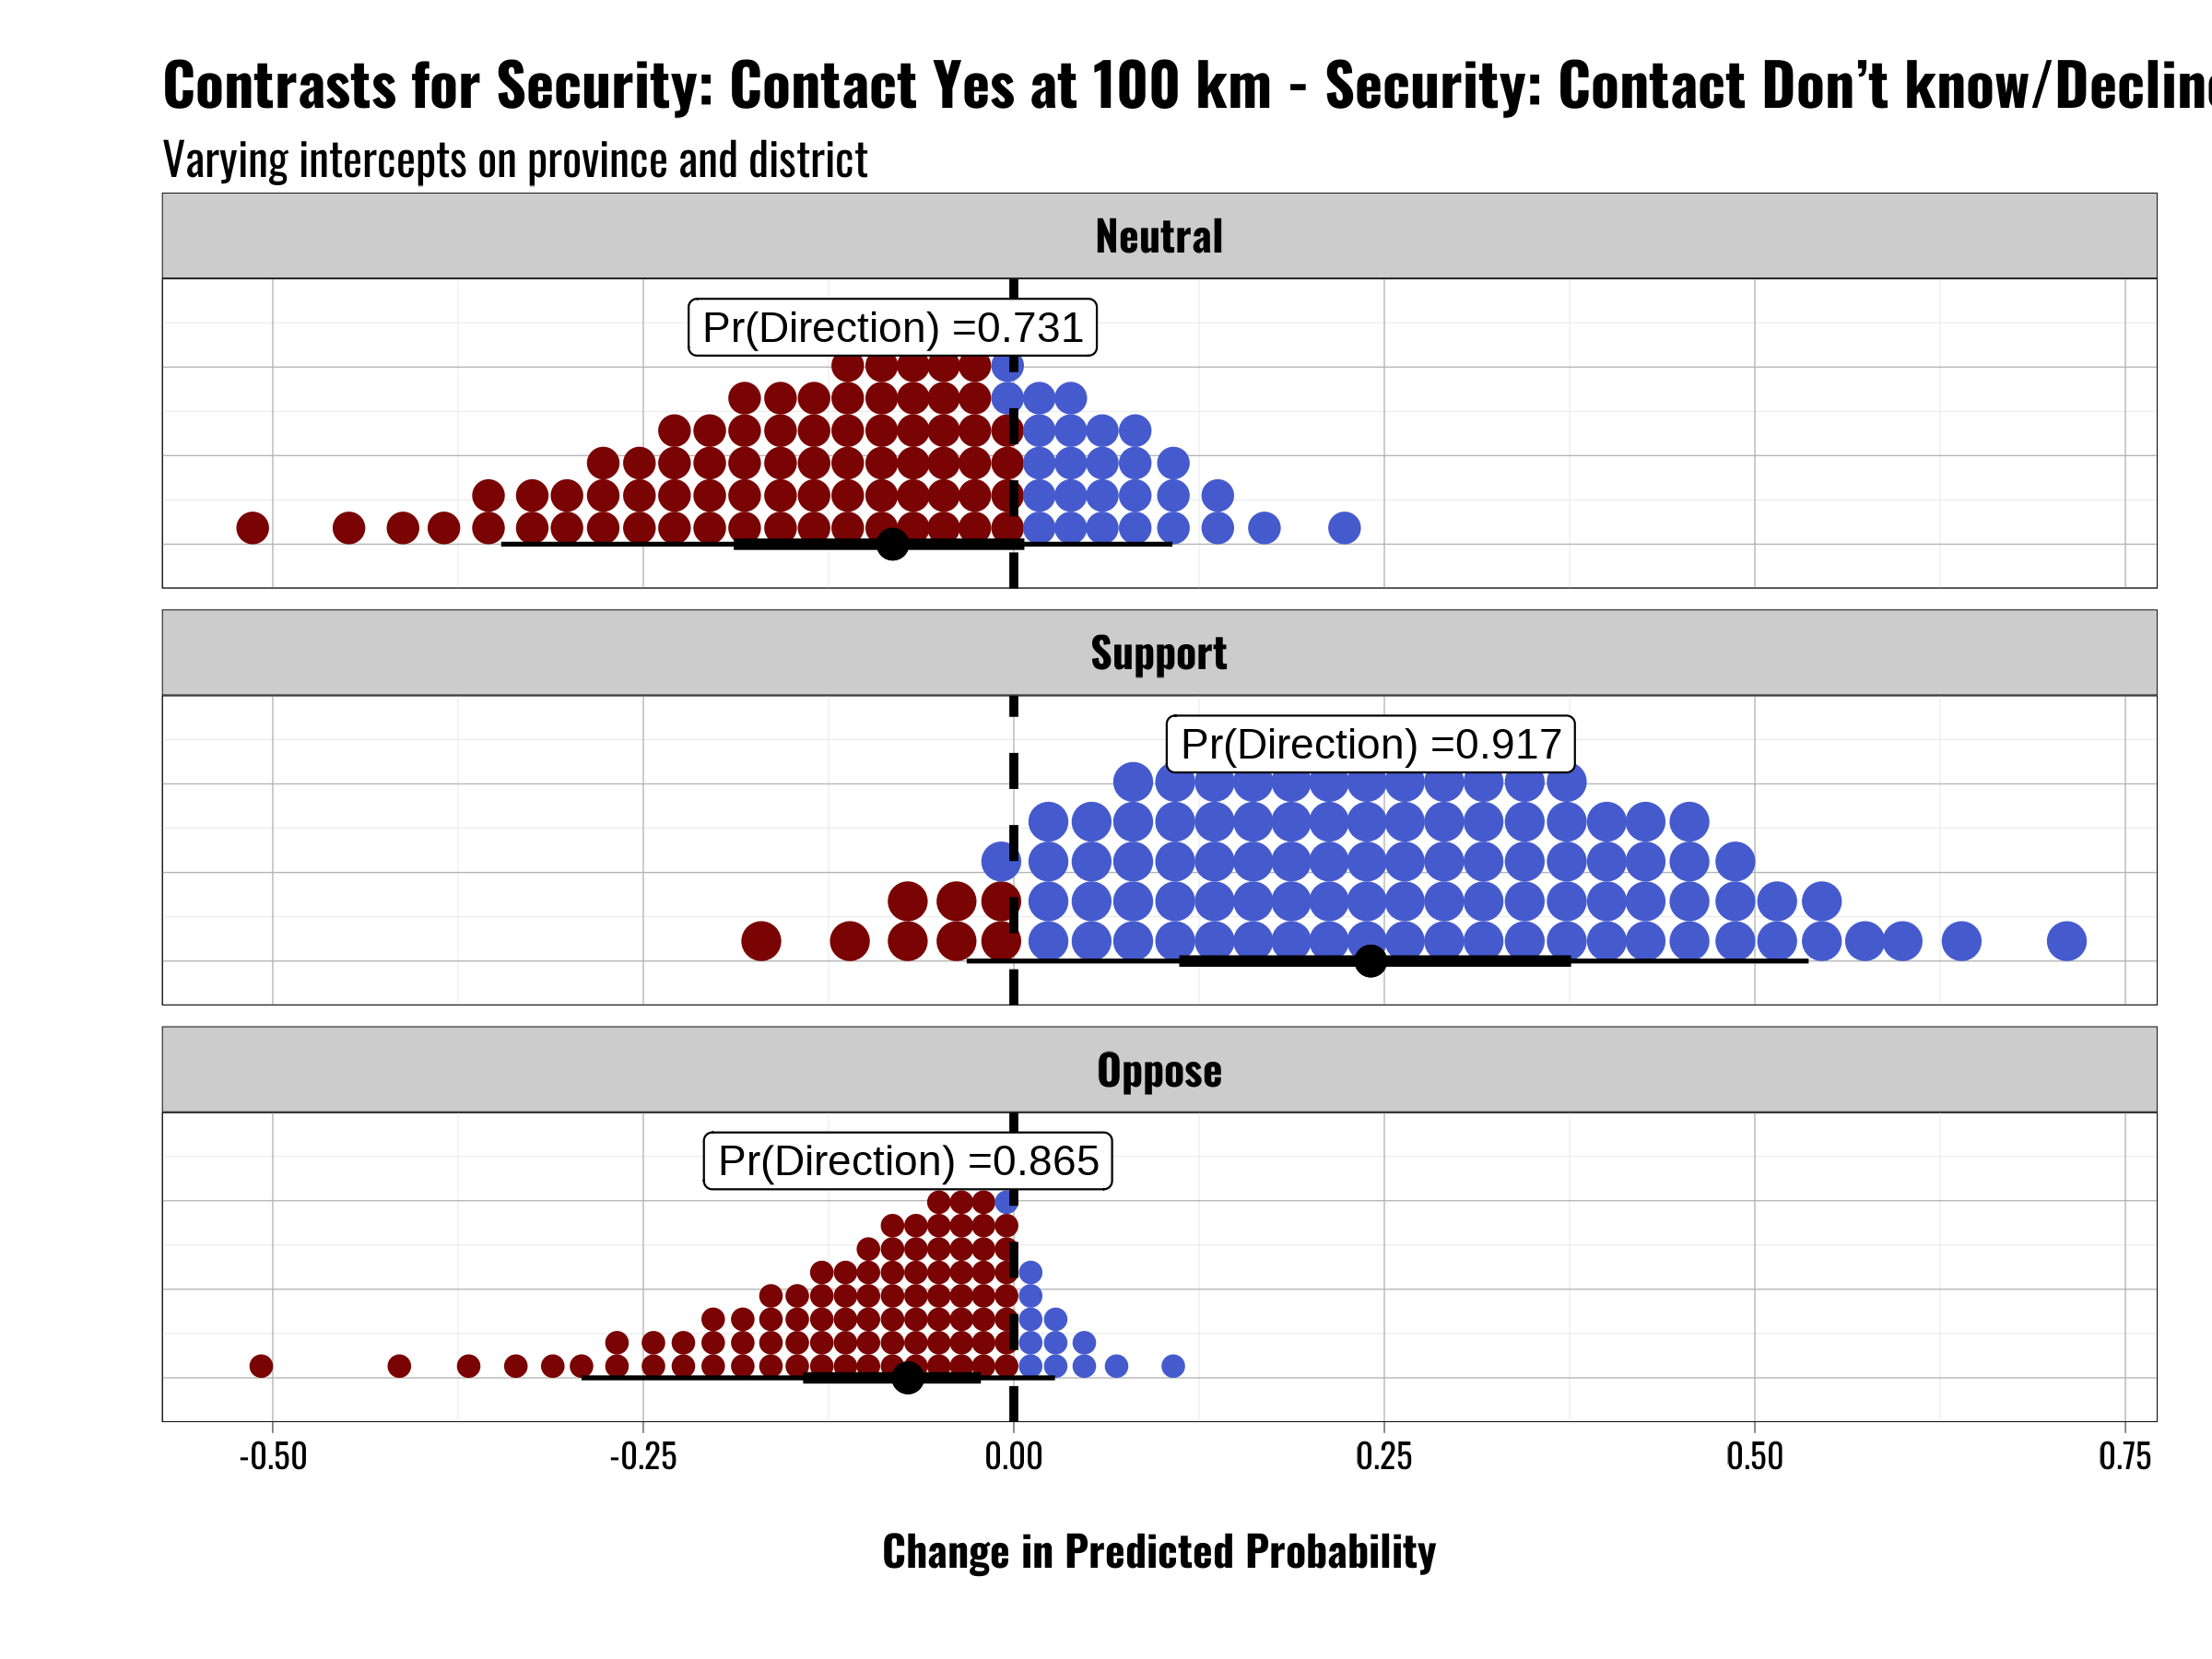 Contrasts for Security: Contact Yes at 100 km - Security: Contact Don’t know/Decline
Varying intercepts on province and district
Neutral
Pr(Direction) =0.731
Support
Pr(Direction) =0.917
Oppose
Pr(Direction) =0.865
-0.50 -0.25 0.00 0.25 0.50 0.75
Change in Predicted Probability